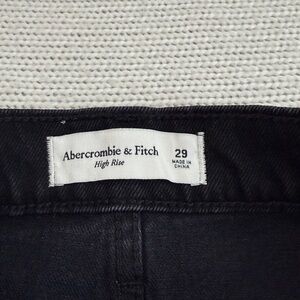 Abercrombie & Fitch
High Rise
29
MADE IN
CHINA